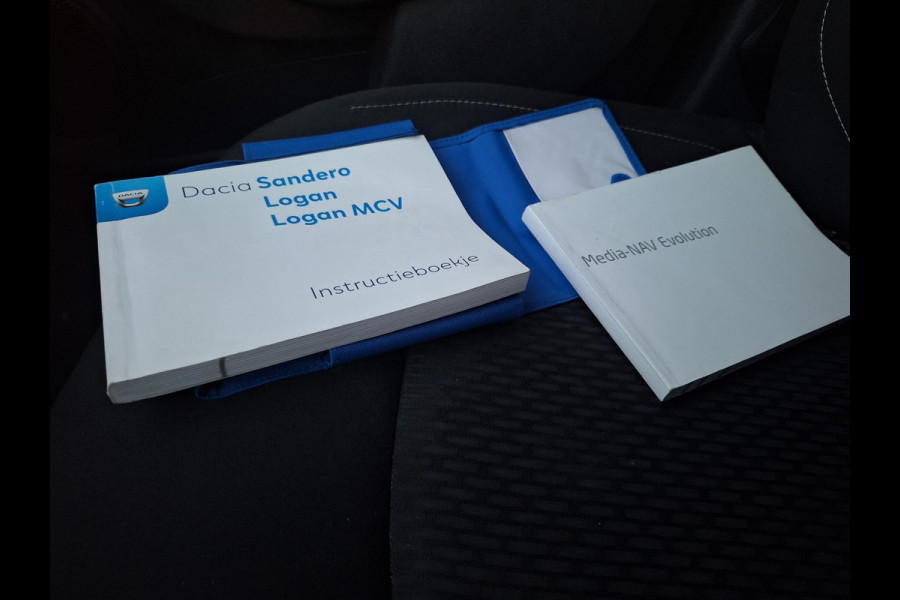 DACIA
Dacia Sandero
Logan
Logan MCV
Instructieboekje
Media-NAV Evolution